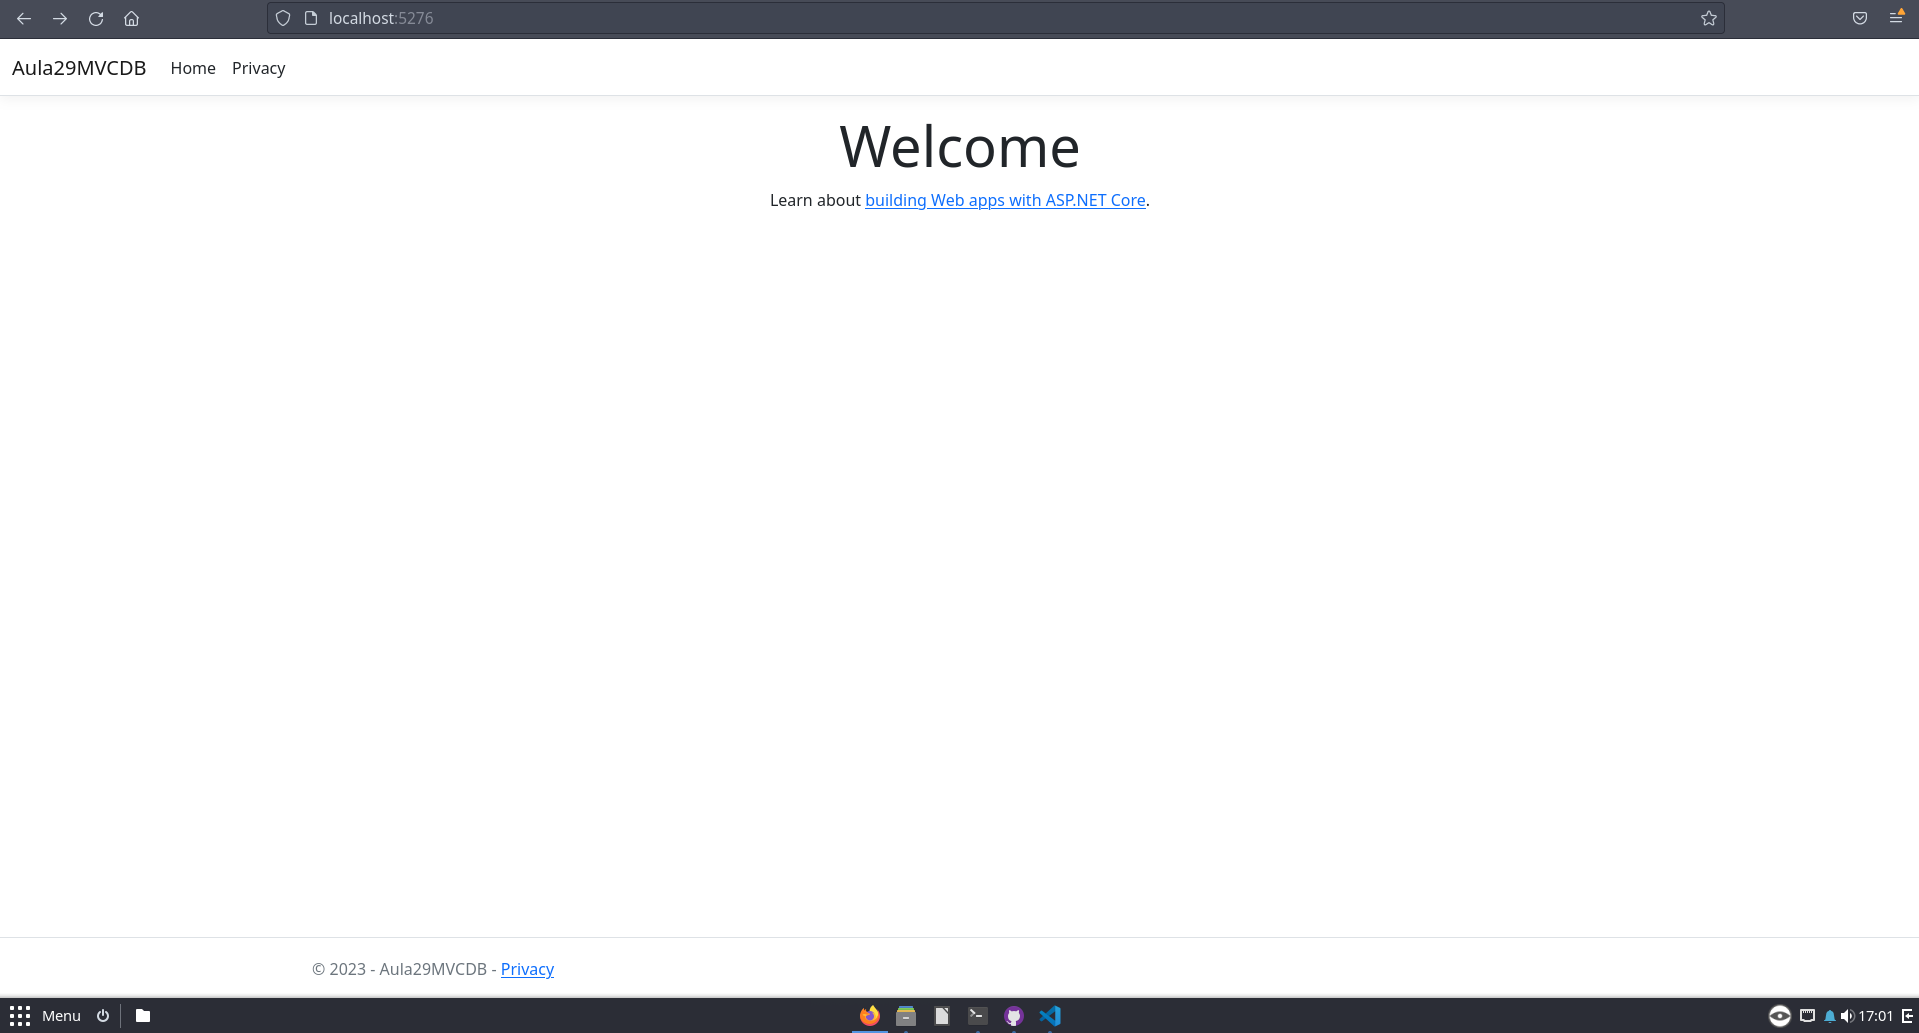 localhost:5276
Aula29MVCDB Home Privacy
Welcome
Learn about building Web apps with ASP.NET Core.
© 2023 - Aula29MVCDB - Privacy
Menu 17:01